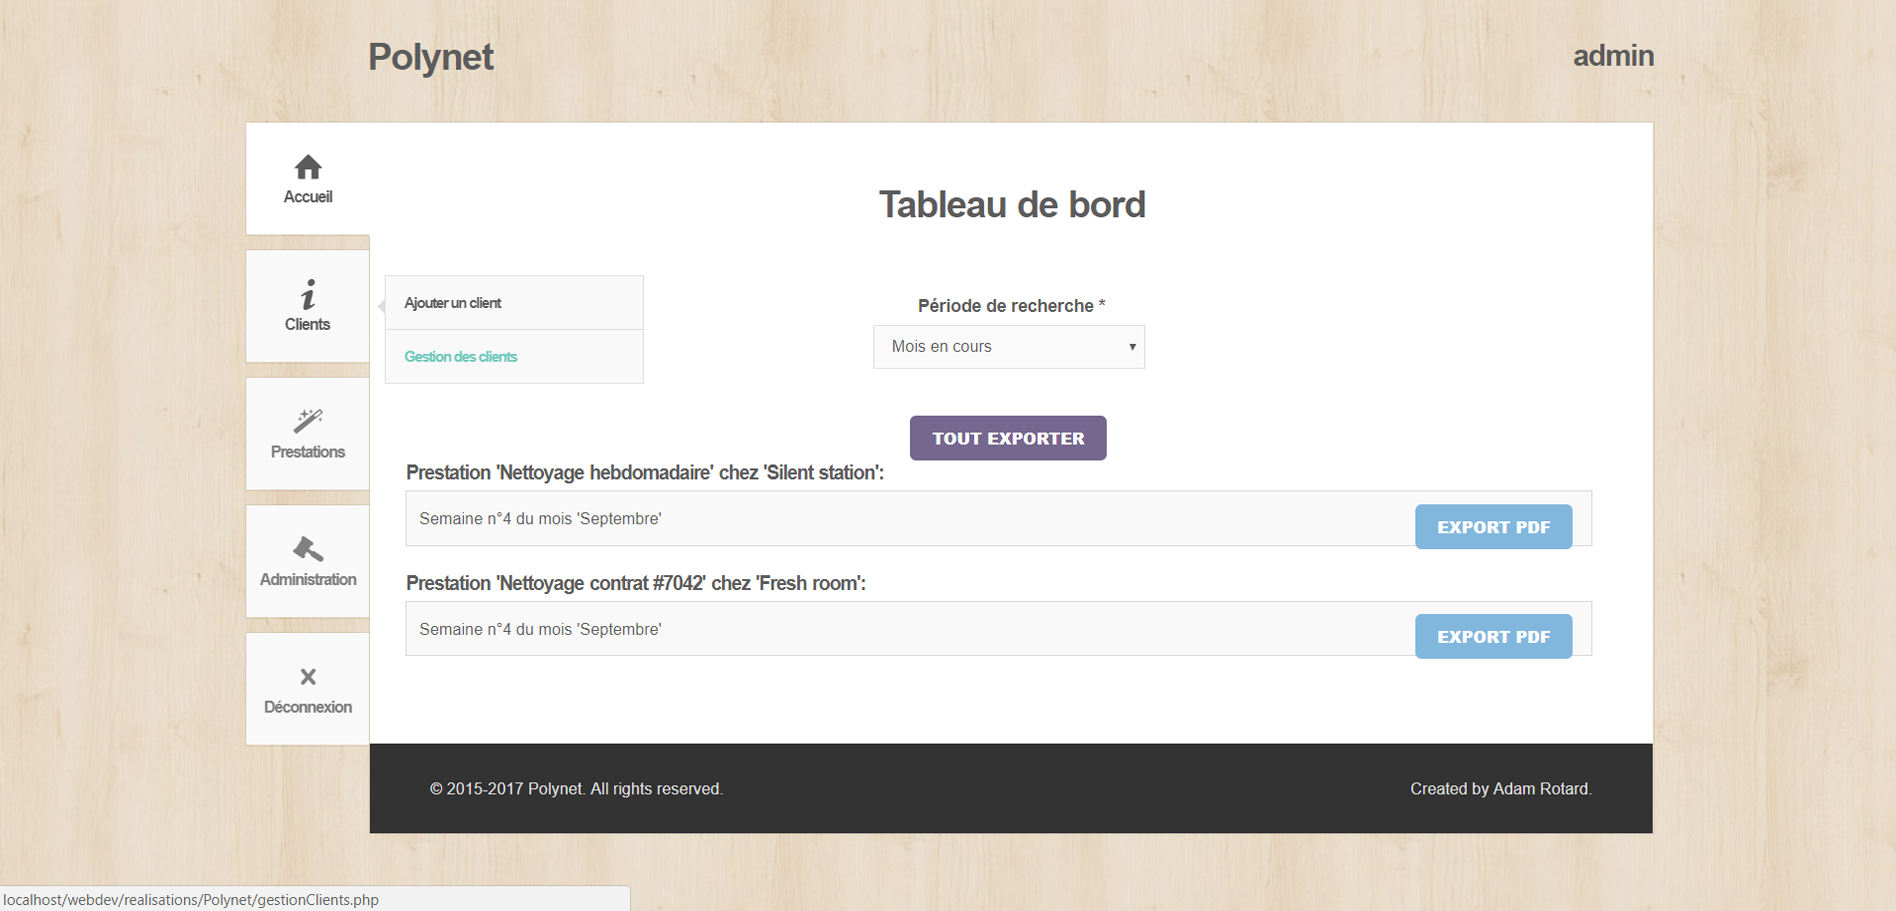 Polynet
admin
Accueil
Tableau de bord
Clients
Ajouter un client
Gestion des clients
Période de recherche *
Mois en cours
Prestations
TOUT EXPORTER
Prestation 'Nettoyage hebdomadaire' chez 'Silent station':
Semaine n°4 du mois 'Septembre'
EXPORT PDF
Administration
Prestation 'Nettoyage contrat #7042' chez 'Fresh room':
Semaine n°4 du mois 'Septembre'
EXPORT PDF
Déconnexion
© 2015-2017 Polynet. All rights reserved.
Created by Adam Rotard.
localhost/webdev/realisations/Polynet/gestionClients.php